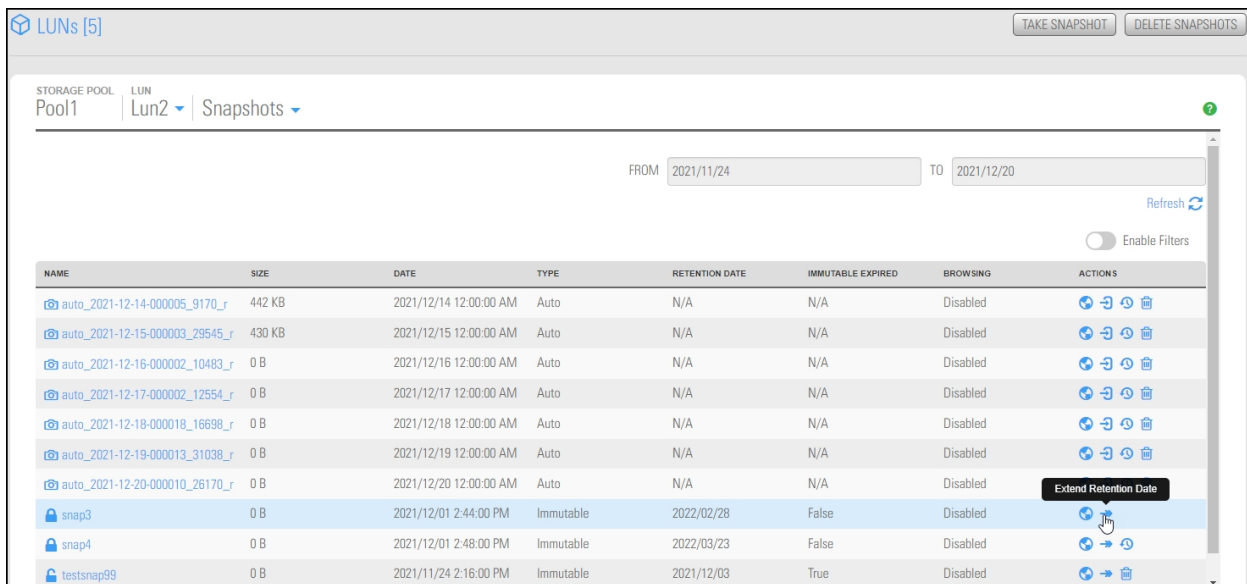 LUNs [5]
TAKE SNAPSHOT
DELETE SNAPSHOTS
STORAGE POOL LUN
Pool1 Lun2 Snapshots
?
FROM 2021/11/24 TO 2021/12/20
Refresh
Enable Filters
NAME SIZE DATE TYPE RETENTION DATE IMMUTABLE EXPIRED BROWSING ACTIONS
auto_2021-12-14-000005_9170_r 442 KB 2021/12/14 12:00:00 AM Auto N/A N/A Disabled
auto_2021-12-15-000003_29545_r 430 KB 2021/12/15 12:00:00 AM Auto N/A N/A Disabled
auto_2021-12-16-000002_10483_r 0 B 2021/12/16 12:00:00 AM Auto N/A N/A Disabled
auto_2021-12-17-000002_12554_r 0 B 2021/12/17 12:00:00 AM Auto N/A N/A Disabled
auto_2021-12-18-000018_16698_r 0 B 2021/12/18 12:00:00 AM Auto N/A N/A Disabled
auto_2021-12-19-000013_31038_r 0 B 2021/12/19 12:00:00 AM Auto N/A N/A Disabled
auto_2021-12-20-000010_26170_r 0 B 2021/12/20 12:00:00 AM Auto N/A N/A Disabled
Extend Retention Date
snap3 0 B 2021/12/01 2:44:00 PM Immutable 2022/02/28 False Disabled
snap4 0 B 2021/12/01 2:48:00 PM Immutable 2022/03/23 False Disabled
testsnap99 0 B 2021/11/24 2:16:00 PM Immutable 2021/12/03 True Disabled